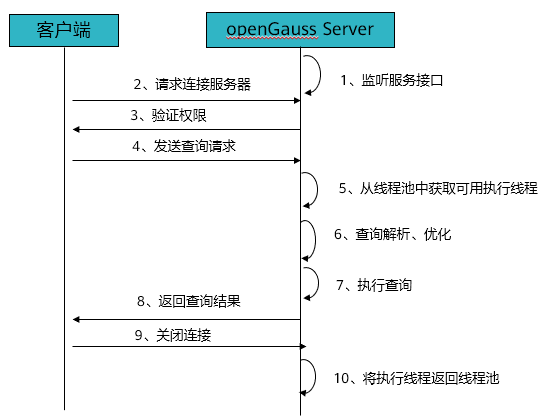 客户端
openGauss Server
1、监听服务接口
2、请求连接服务器
3、验证权限
4、发送查询请求
5、从线程池中获取可用执行线程
6、查询解析、优化
7、执行查询
8、返回查询结果
9、关闭连接
10、将执行线程返回线程池